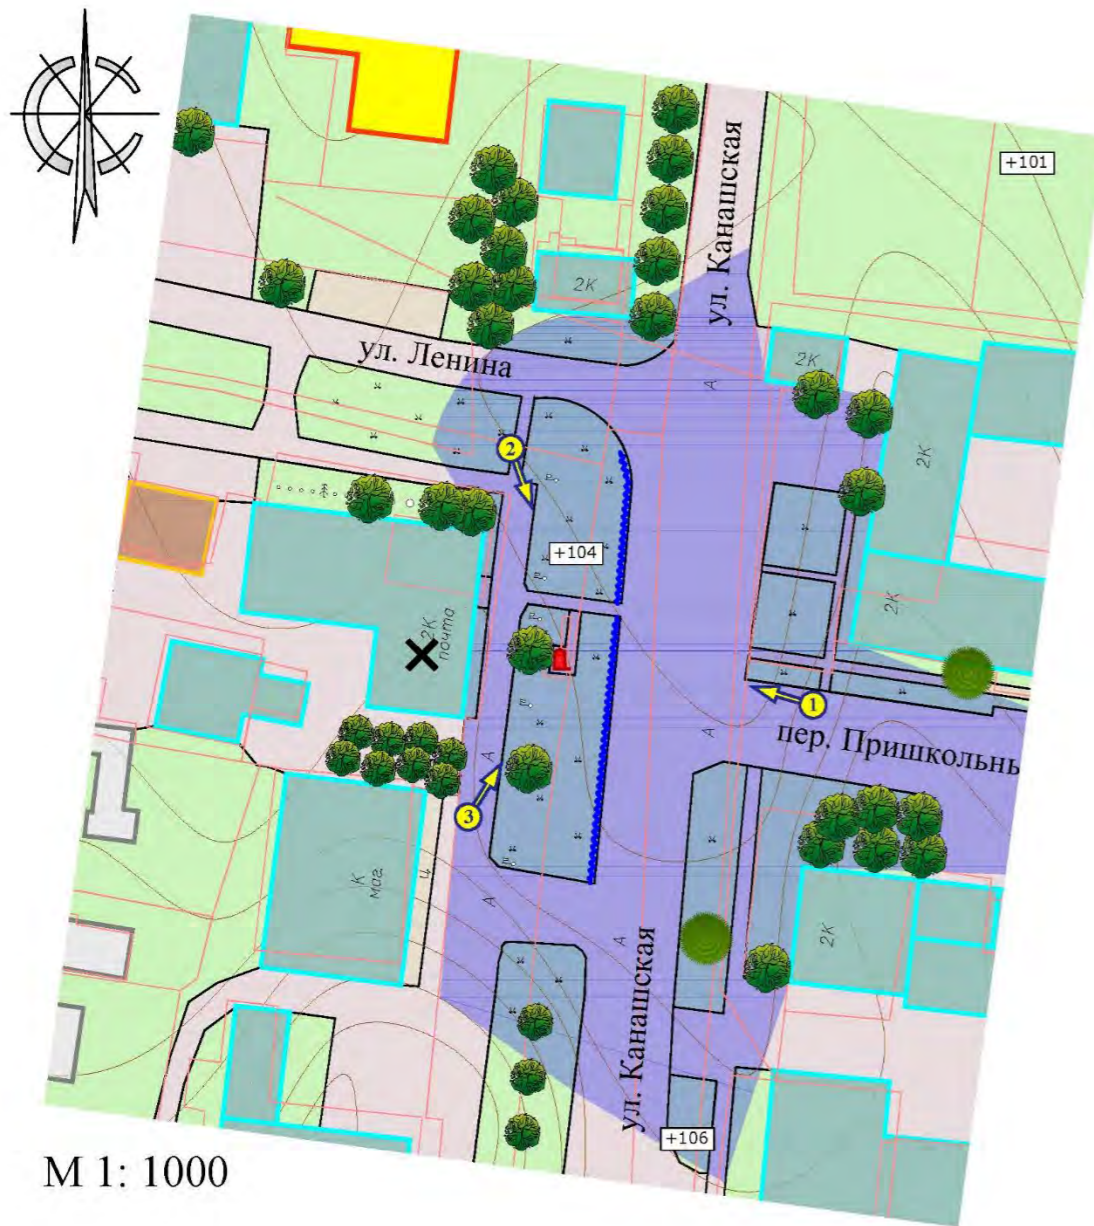 +101
ул. Канашская
2К
ул. Ленина
2К
А
2К
2
+104
2К
2К
почта
1
А
пер. Пришкольны
А
3
К
маг.
Ц
А
А
2К
ул. Канашская
+106
М 1: 1000